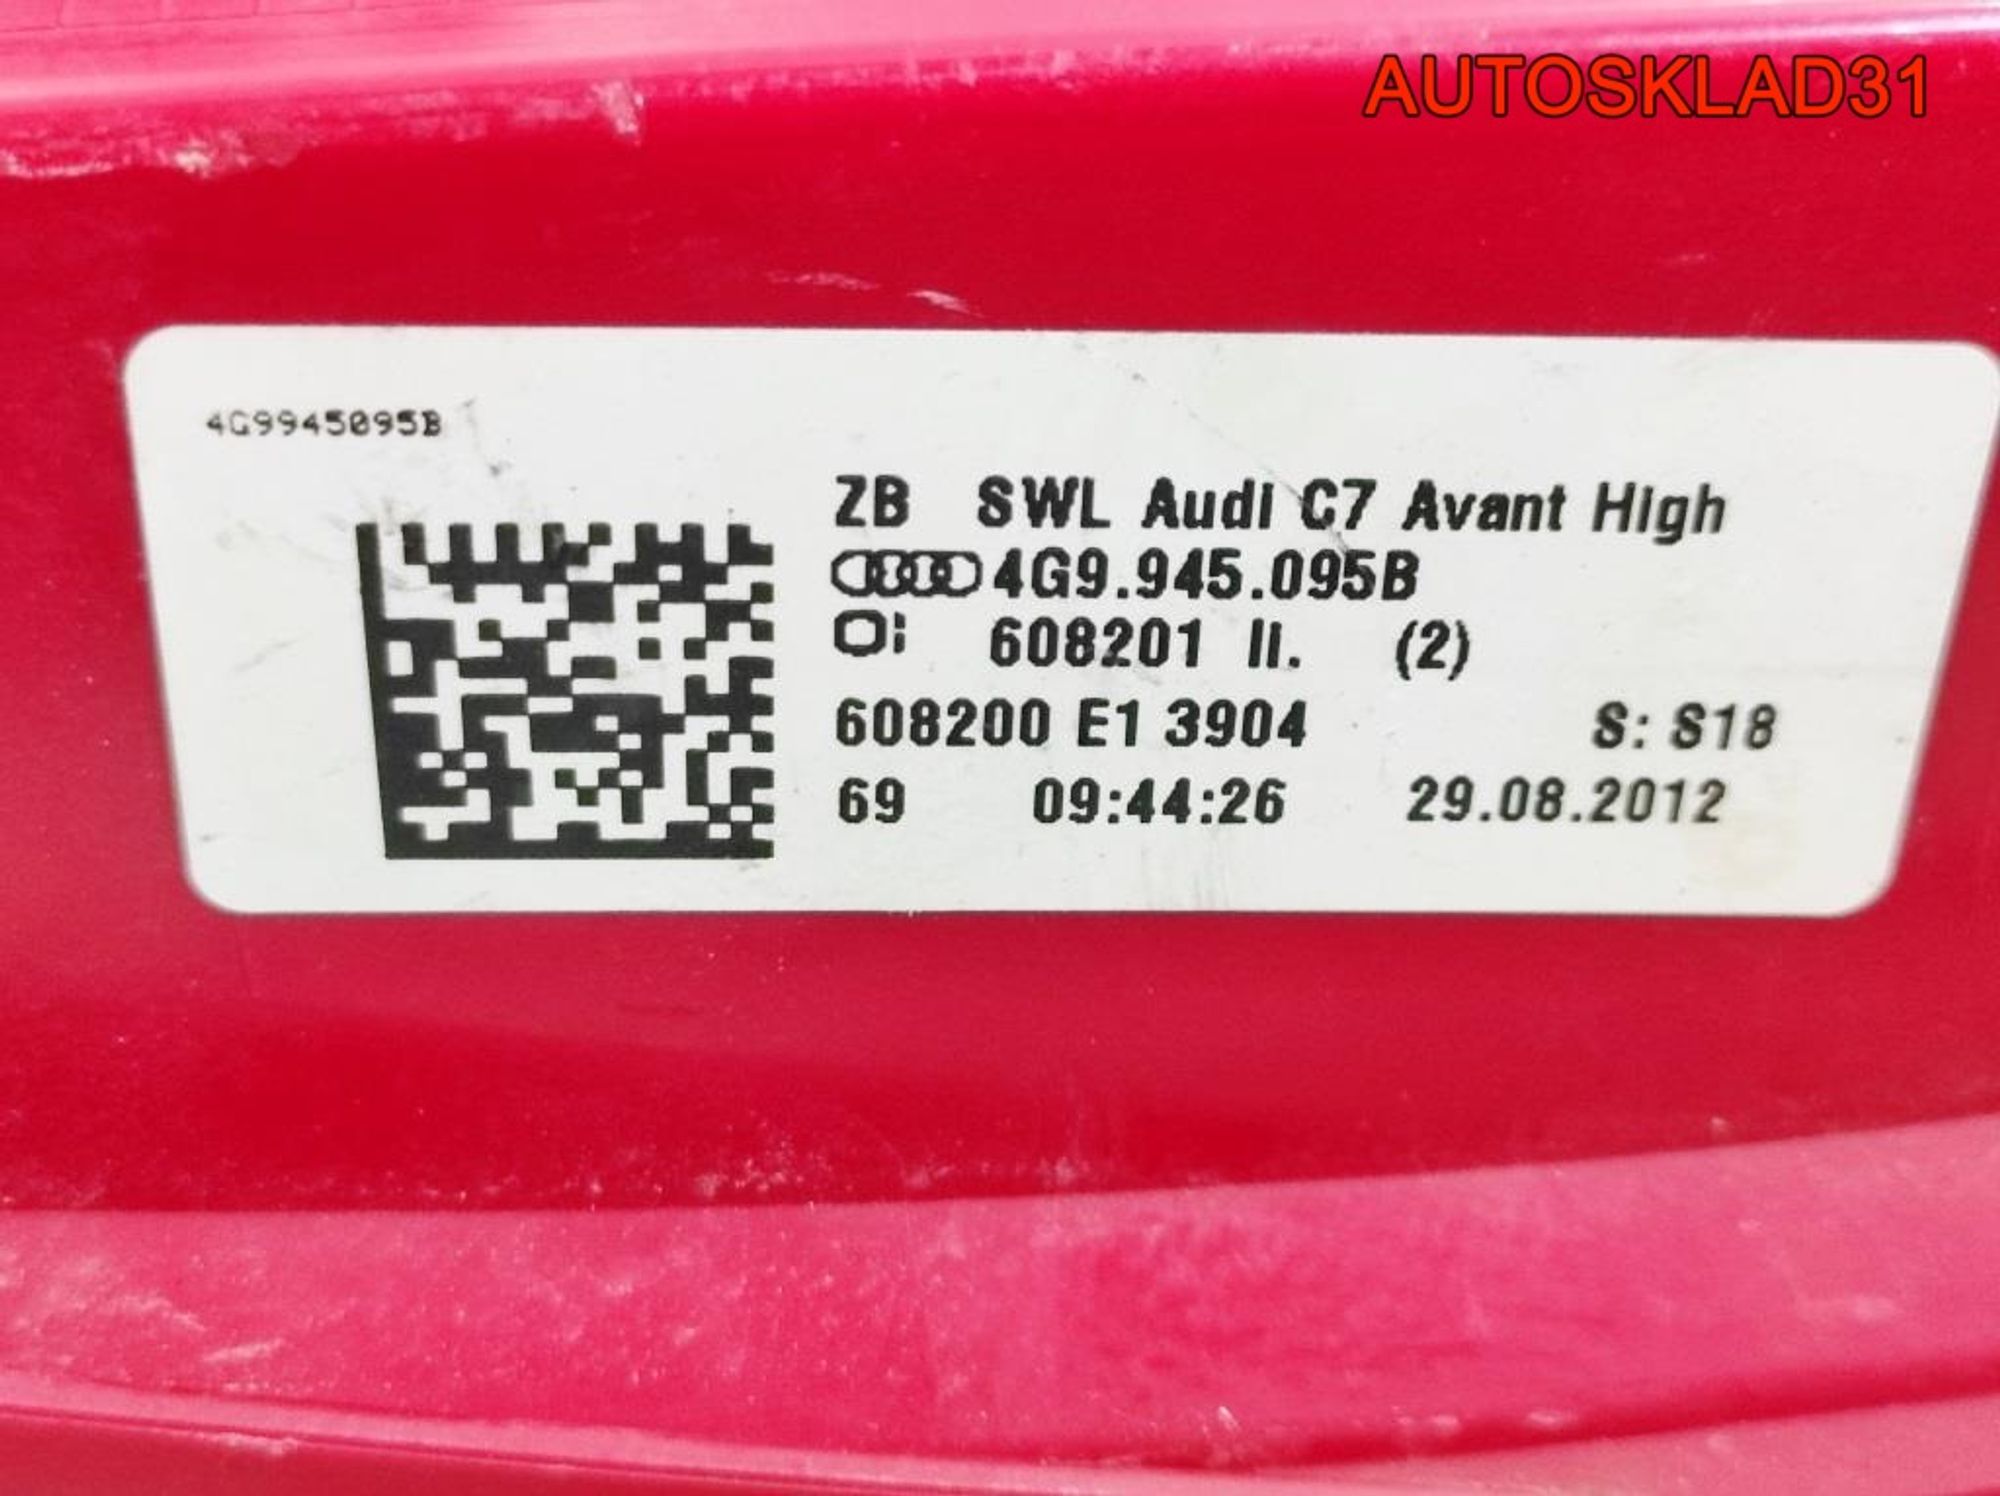 AUTOSKLAD31
4G9945095B
ZB SWL Audi C7 Avant High
4G9.945.095B
608201 li. (2)
608200 E1 3904 S: S18
69 09:44:26 29.08.2012